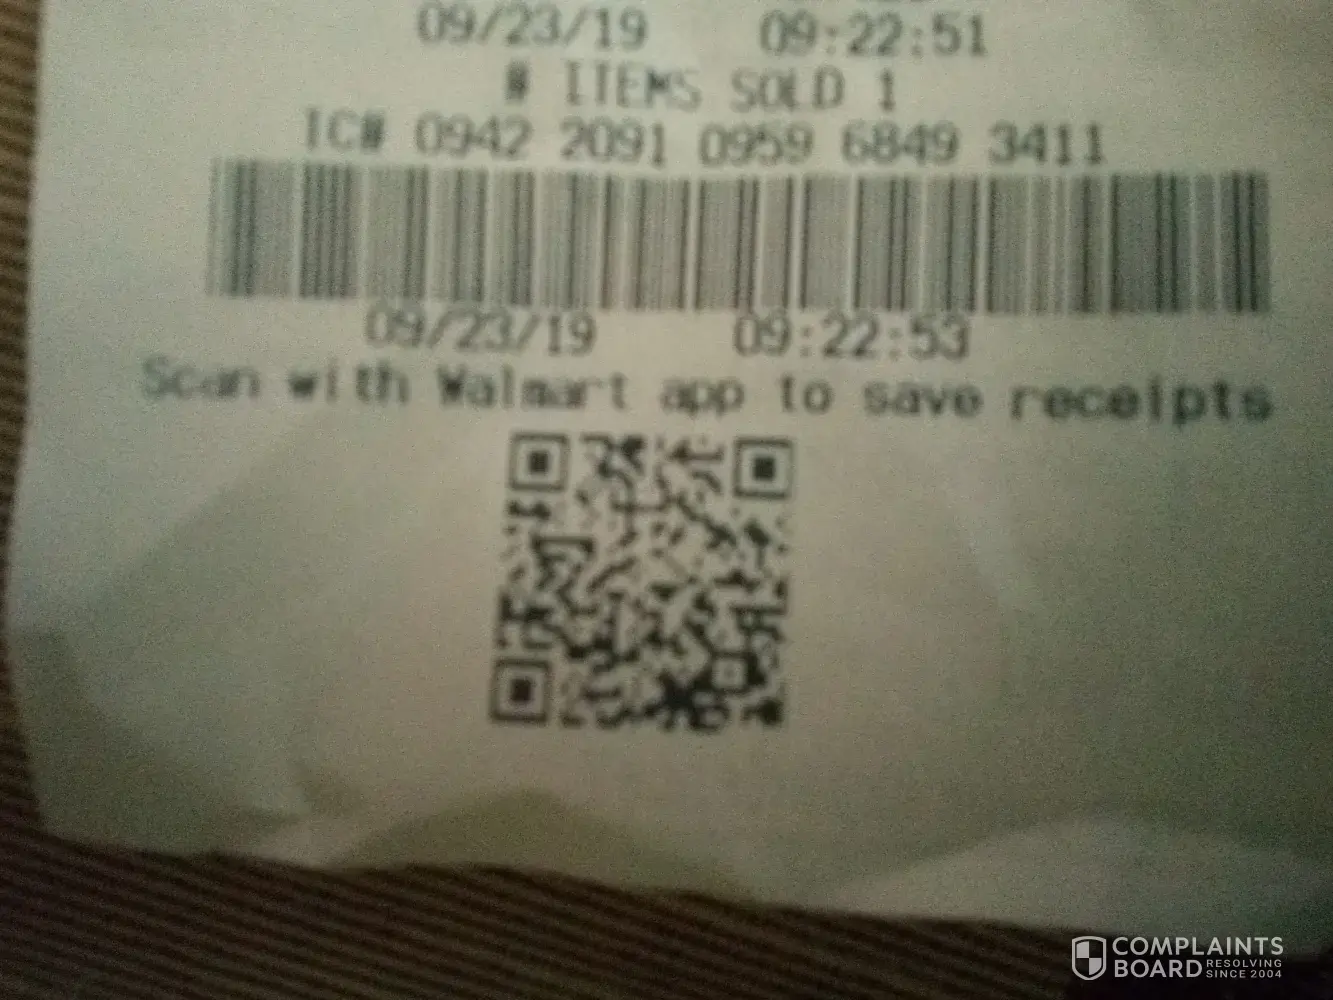 09/23/19 09:22:51
# ITEMS SOLD 1
TC# 0942 2091 0959 6849 3411
09/23/19 09:22:53
Scan with Walmart app to save receipts
COMPLAINTS
BOARD RESOLVING
SINCE 2004